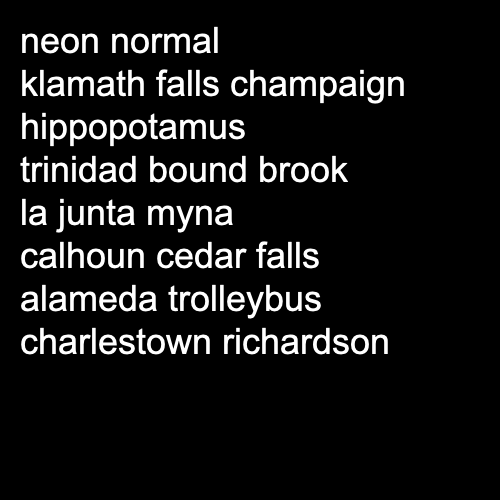 neon normal
klamath falls champaign
hippopotamus
trinidad bound brook
la junta myna
calhoun cedar falls
alameda trolleybus
charlestown richardson